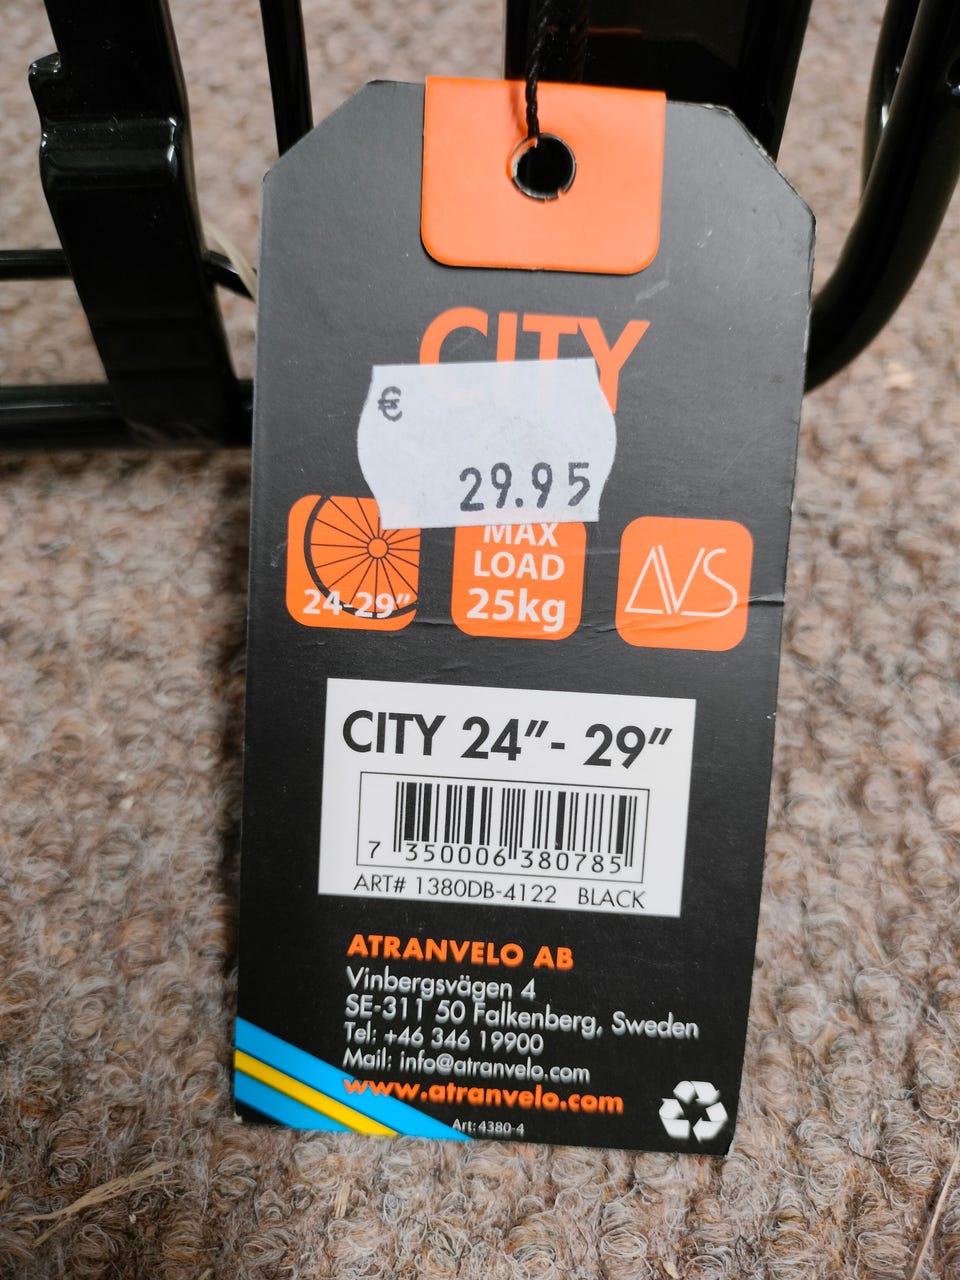 CITY
€
29.95
24-29"
MAX
LOAD
25kg
AVS
CITY 24"- 29"
7 350006 380785
ART# 1380DB-4122 BLACK
ATRANVELO AB
Vinbergsvägen 4
SE-311 50 Falkenberg, Sweden
Tel: +46 346 19900
Mail: info@atranvelo.com
www.atranvelo.com
Art: 4380-4